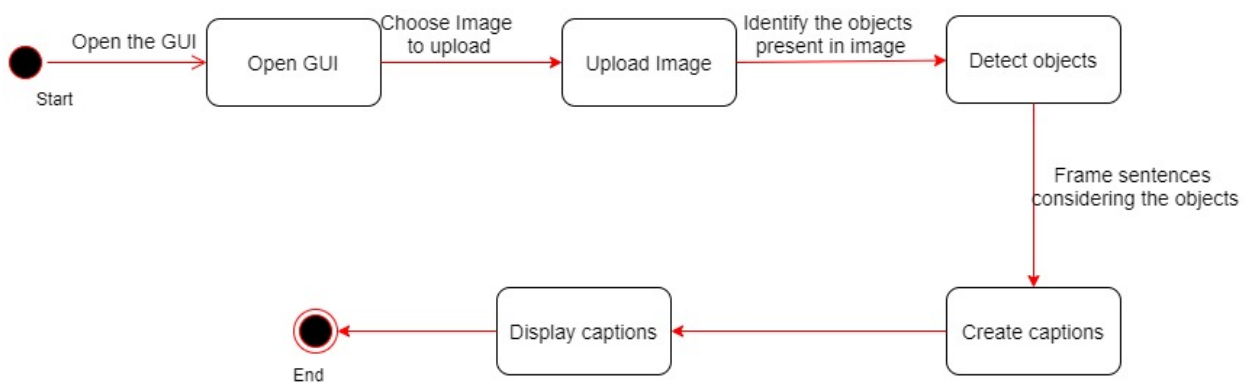 Open the GUI
Start
Open GUI
Choose Image
to upload
Upload Image
Identify the objects
present in image
Detect objects
Frame sentences
considering the objects
Create captions
Display captions
End